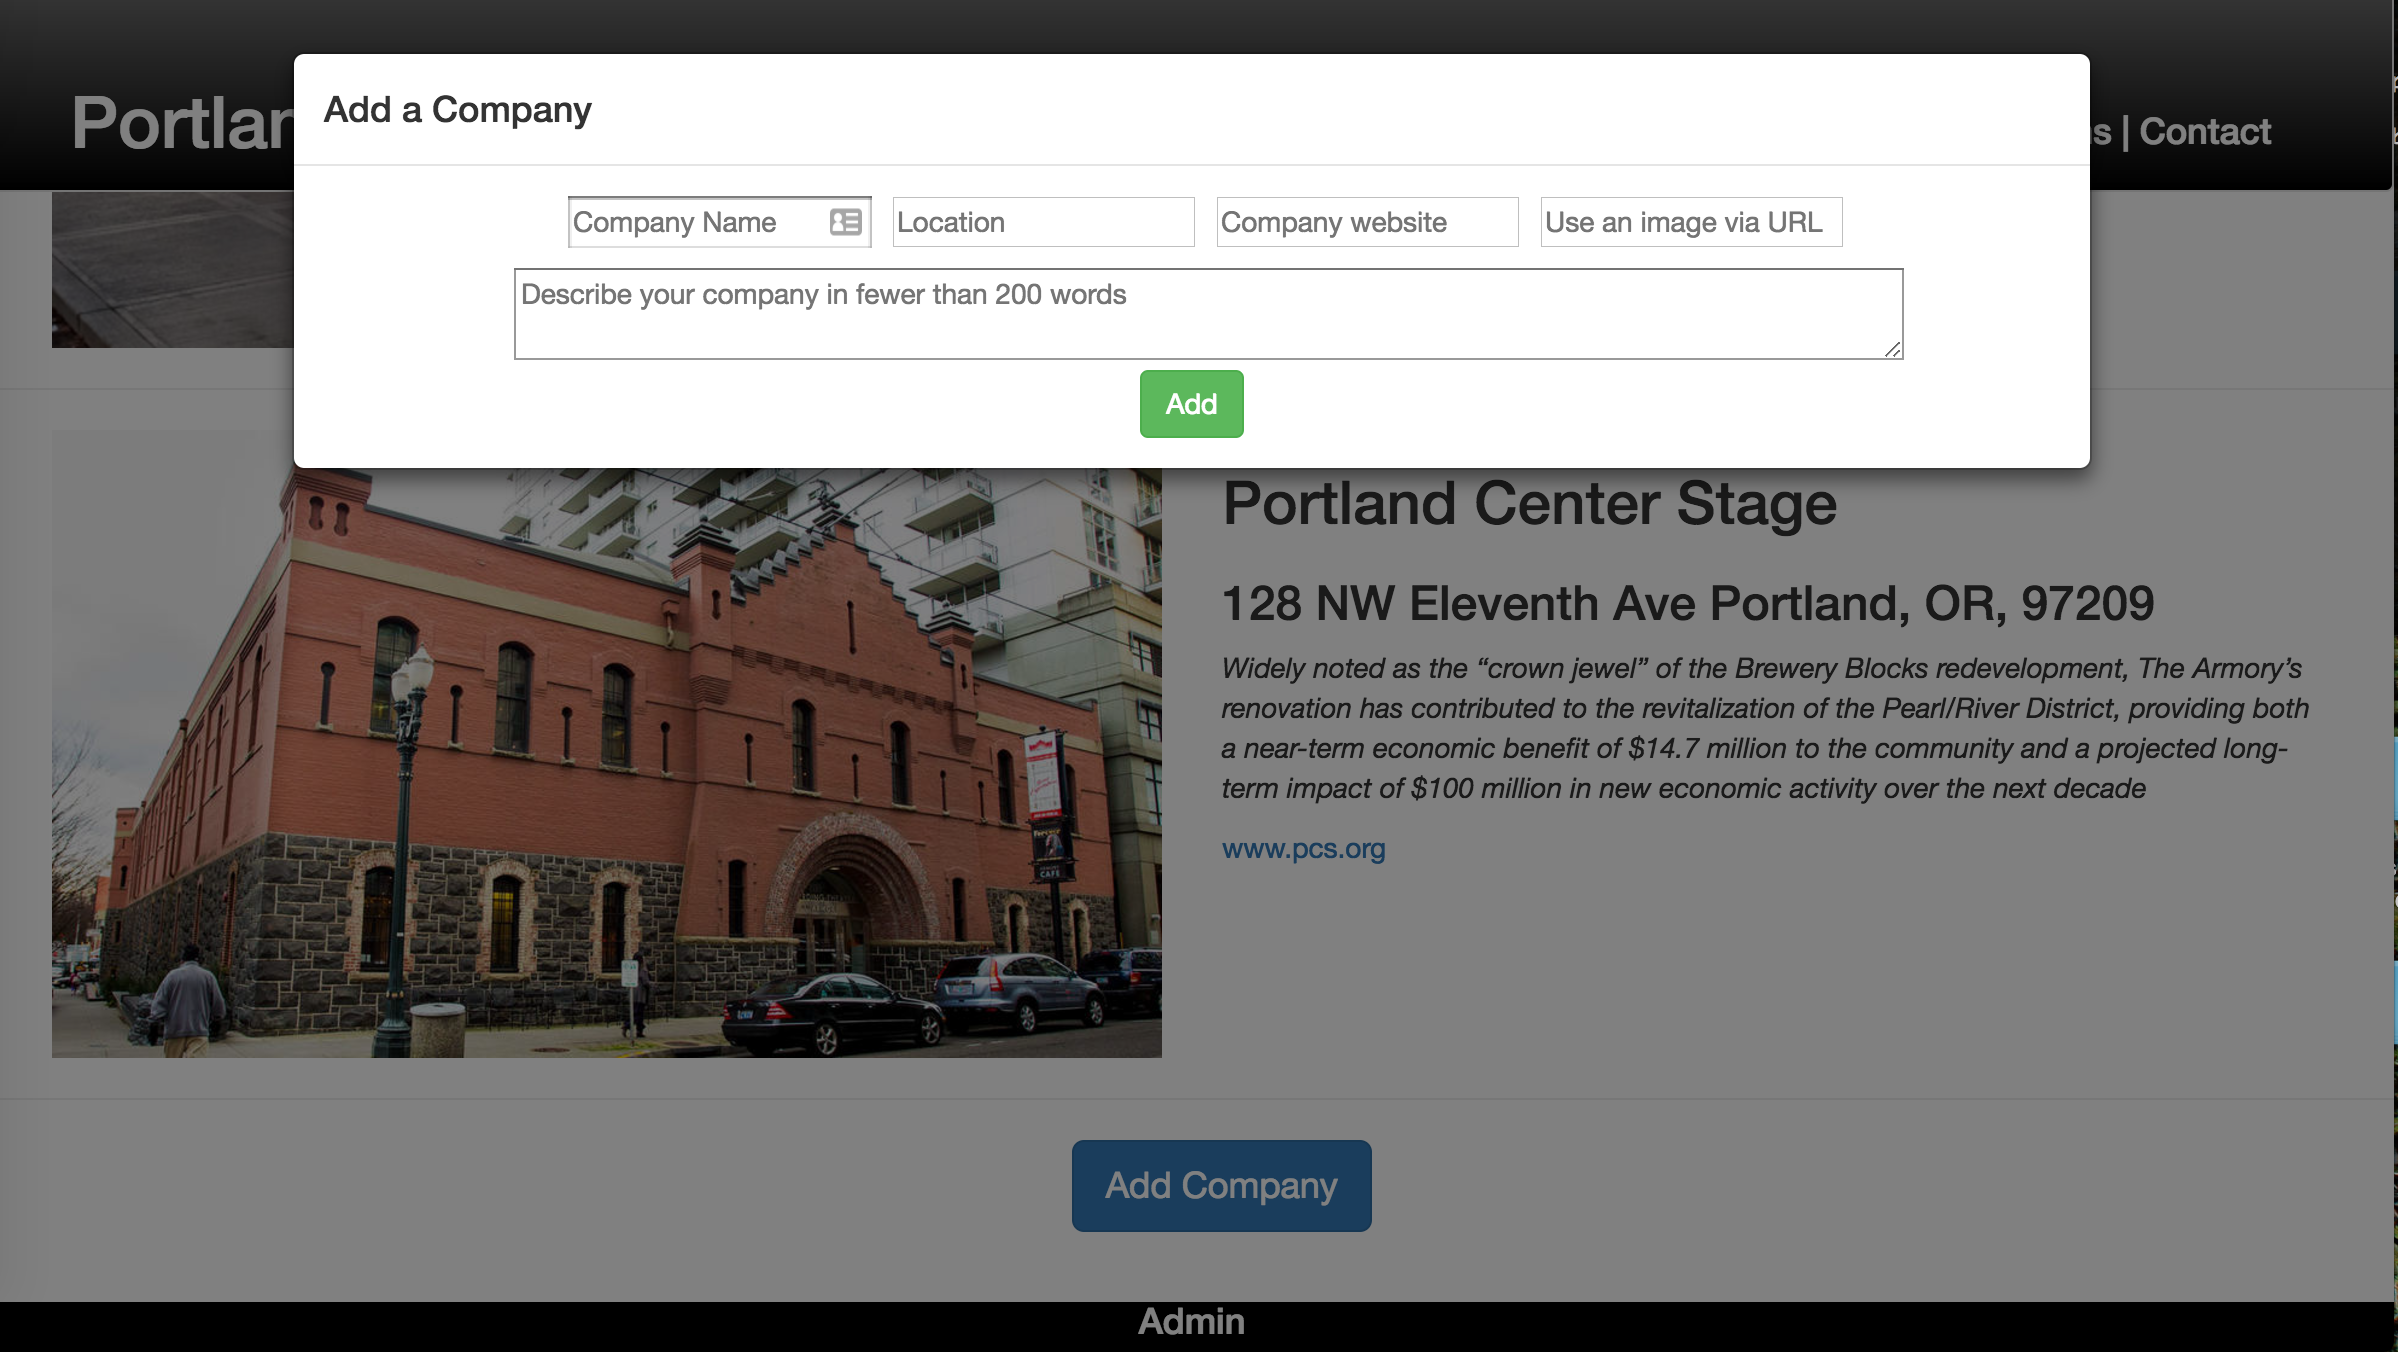 Portlan
s | Contact
Add a Company
Company Name
Location
Company website
Use an image via URL
Describe your company in fewer than 200 words
Add
Portland Center Stage
128 NW Eleventh Ave Portland, OR, 97209
Widely noted as the “crown jewel” of the Brewery Blocks redevelopment, The Armory’s
renovation has contributed to the revitalization of the Pearl/River District, providing both
a near-term economic benefit of $14.7 million to the community and a projected long-
term impact of $100 million in new economic activity over the next decade
www.pcs.org
CAFE
Add Company
Admin